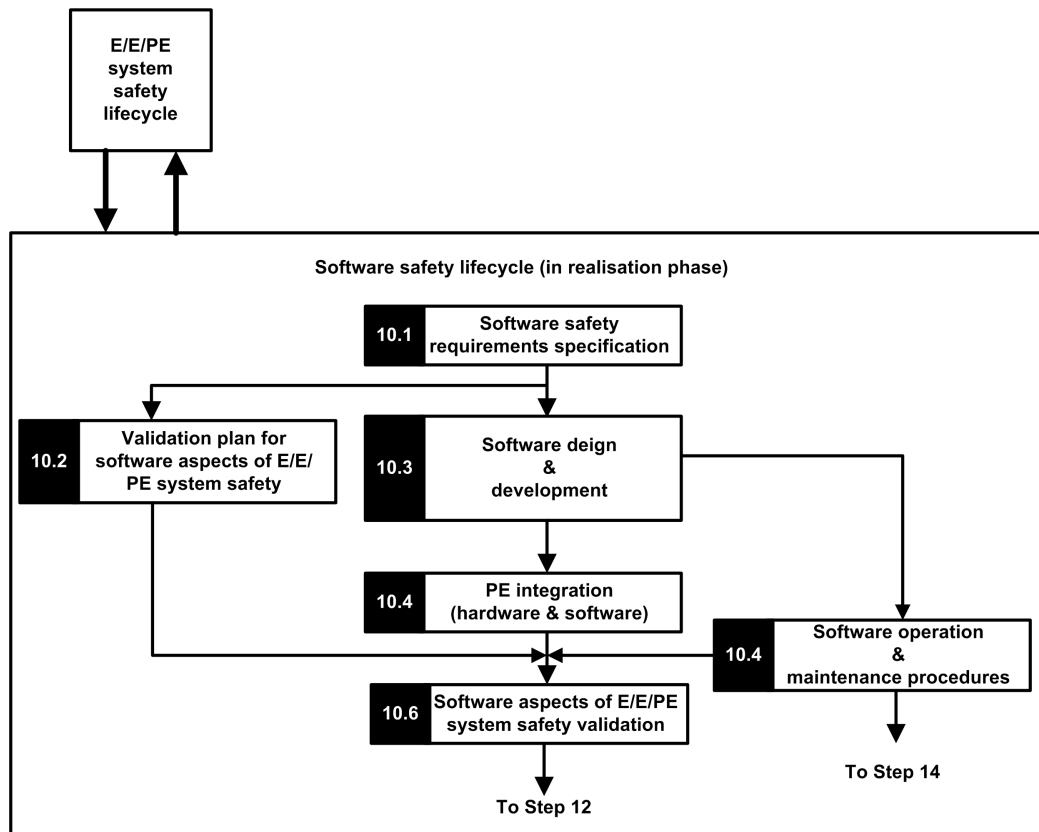 E/E/PE
system
safety
lifecycle
Software safety lifecycle (in realisation phase)
10.1
Software safety
requirements specification
10.2
Validation plan for
software aspects of E/E/
PE system safety
10.3
Software deign
&
development
10.4
PE integration
(hardware & software)
10.4
Software operation
&
maintenance procedures
10.6
Software aspects of E/E/PE
system safety validation
To Step 14
To Step 12